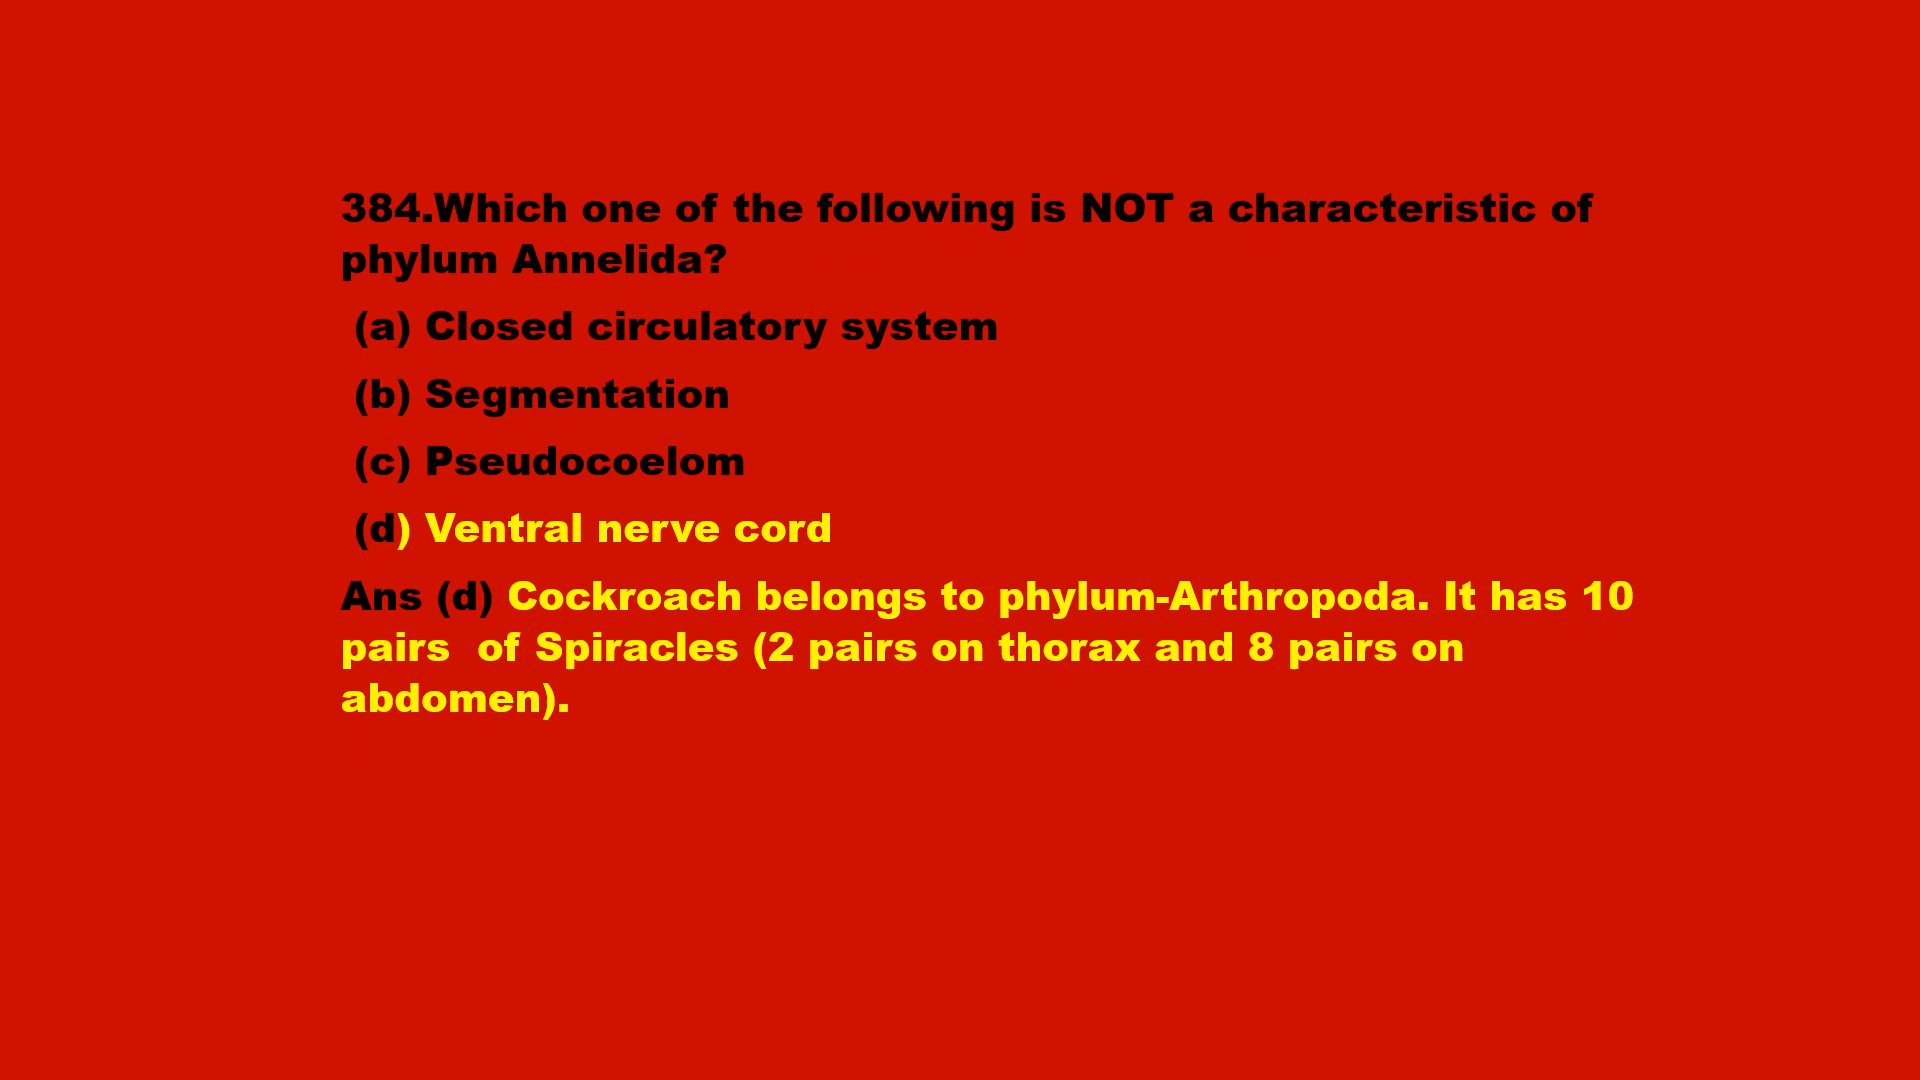 384.Which one of the following is NOT a characteristic of
phylum Annelida?
(a) Closed circulatory system
(b) Segmentation
(c) Pseudocoelom
(d) Ventral nerve cord
Ans (d) Cockroach belongs to phylum-Arthropoda. It has 10
pairs  of Spiracles (2 pairs on thorax and 8 pairs on
abdomen).